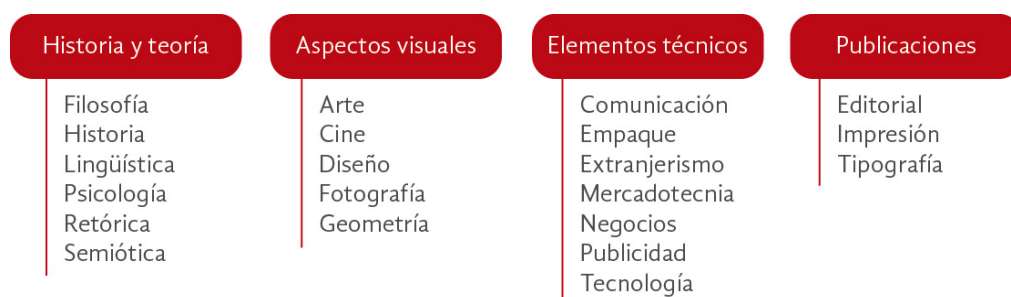 Historia y teoría
Filosofía
Historia
Lingüística
Psicología
Retórica
Semiótica
Aspectos visuales
Arte
Cine
Diseño
Fotografía
Geometría
Elementos técnicos
Comunicación
Empaque
Extranjerismo
Mercadotecnia
Negocios
Publicidad
Tecnología
Publicaciones
Editorial
Impresión
Tipografía